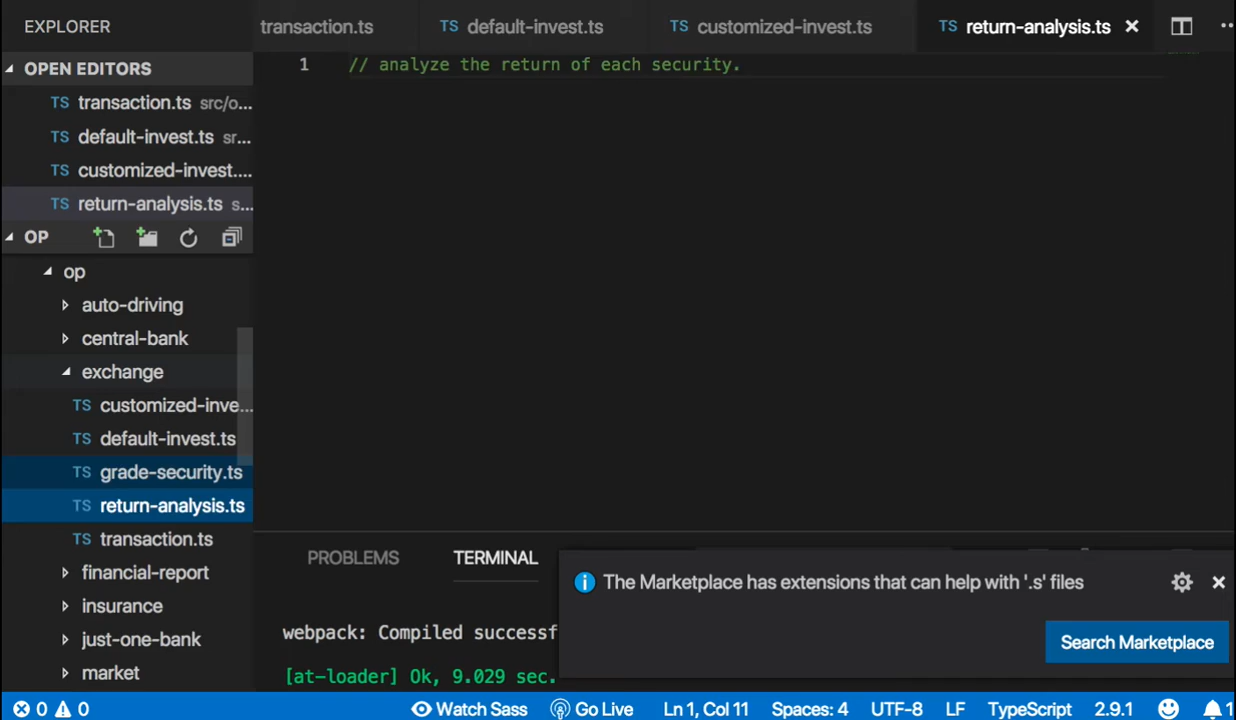 EXPLORER
transaction.ts
TS default-invest.ts
TS customized-invest.ts
TS return-analysis.ts
OPEN EDITORS
TS transaction.ts src/o...
TS default-invest.ts sr...
TS customized-invest....
TS return-analysis.ts s...
OP
op
auto-driving
central-bank
exchange
TS customized-inve...
TS default-invest.ts
TS grade-security.ts
TS return-analysis.ts
TS transaction.ts
financial-report
insurance
just-one-bank
market
1 // analyze the return of each security.
PROBLEMS TERMINAL
webpack: Compiled successf
[at-loader] Ok, 9.029 sec.
The Marketplace has extensions that can help with '.s' files
Search Marketplace
0 0 Watch Sass Go Live Ln 1, Col 11 Spaces: 4 UTF-8 LF TypeScript 2.9.1 1